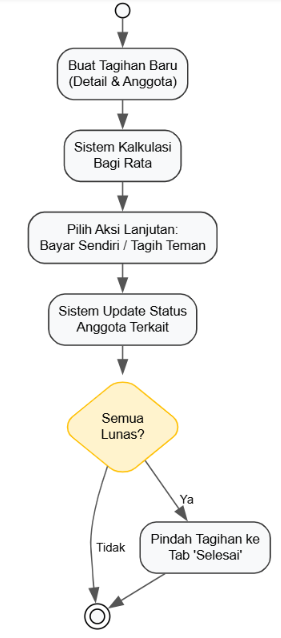 Buat Tagihan Baru
(Detail & Anggota)
Sistem Kalkulasi
Bagi Rata
Pilih Aksi Lanjutan:
Bayar Sendiri / Tagih Teman
Sistem Update Status
Anggota Terkait
Semua
Lunas?
Ya
Tidak
Pindah Tagihan ke
Tab 'Selesai'